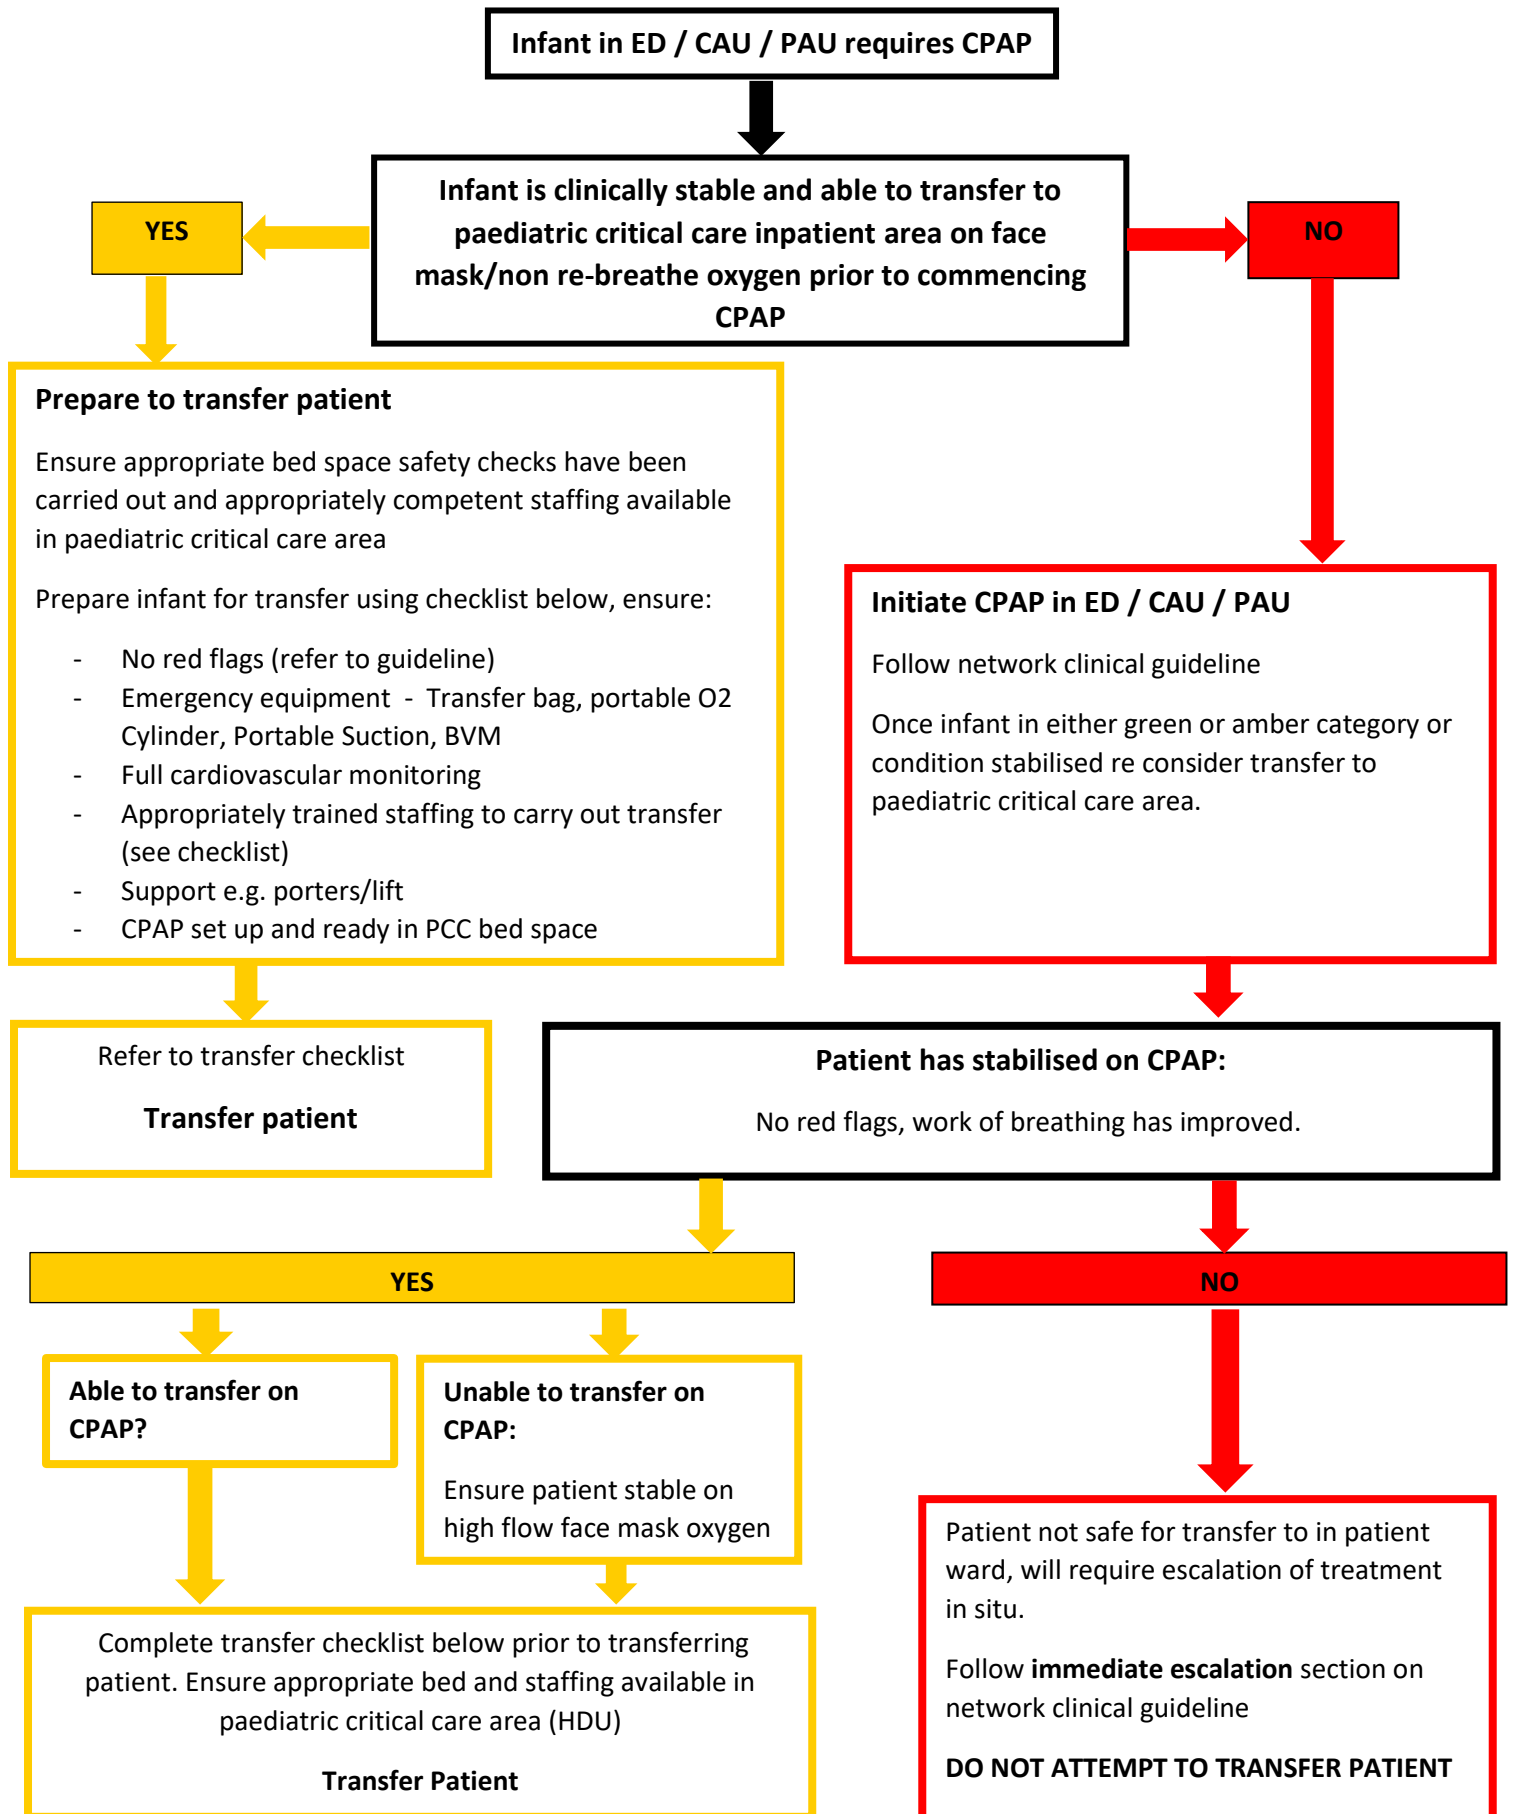 Infant in ED / CAU / PAU requires CPAP
Infant is clinically stable and able to transfer to
paediatric critical care inpatient area on face
mask/non re-breathe oxygen prior to commencing
CPAP
YES
NO
Prepare to transfer patient
Ensure appropriate bed space safety checks have been
carried out and appropriately competent staffing available
in paediatric critical care area
Prepare infant for transfer using checklist below, ensure:
- No red flags (refer to guideline)
- Emergency equipment - Transfer bag, portable O2
Cylinder, Portable Suction, BVM
- Full cardiovascular monitoring
- Appropriately trained staffing to carry out transfer
(see checklist)
- Support e.g. porters/lift
- CPAP set up and ready in PCC bed space
Initiate CPAP in ED / CAU / PAU
Follow network clinical guideline
Once infant in either green or amber category or
condition stabilised re consider transfer to
paediatric critical care area.
Refer to transfer checklist
Transfer patient
Patient has stabilised on CPAP:
No red flags, work of breathing has improved.
YES
NO
Able to transfer on
CPAP?
Unable to transfer on
CPAP:
Ensure patient stable on
high flow face mask oxygen
Complete transfer checklist below prior to transferring
patient. Ensure appropriate bed and staffing available in
paediatric critical care area (HDU)
Transfer Patient
Patient not safe for transfer to in patient
ward, will require escalation of treatment
in situ.
Follow immediate escalation section on
network clinical guideline
DO NOT ATTEMPT TO TRANSFER PATIENT